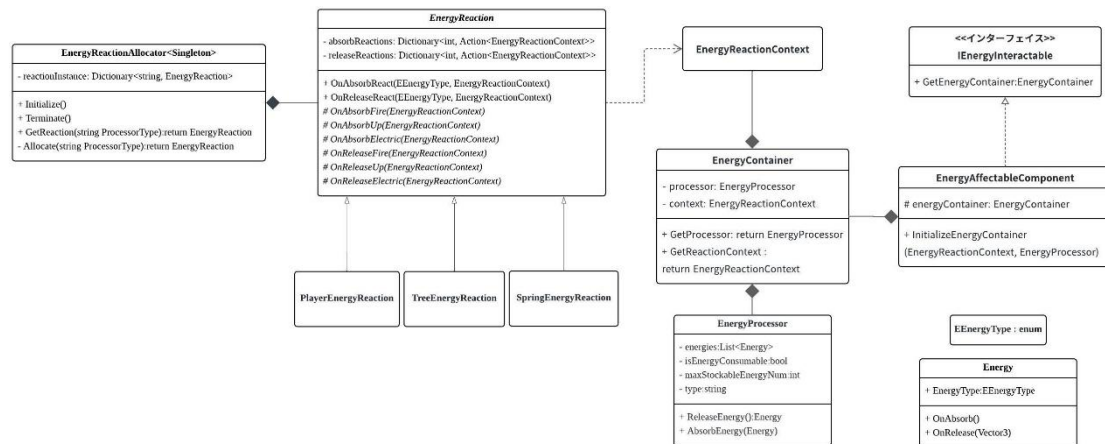 EnergyReactionAllocator<Singleton>
- reactionInstance: Dictionary<string, EnergyReaction>
+ Initialize()
+ Terminate()
+ GetReaction(string ProcessorType):return EnergyReaction
- Allocate(string ProcessorType):return EnergyReaction
EnergyReaction
- absorbReactions: Dictionary<int, Action<EnergyReactionContext>>
- releaseReactions: Dictionary<int, Action<EnergyReactionContext>>
+ OnAbsorbReact(EEnergyType, EnergyReactionContext)
+ OnReleaseReact(EEnergyType, EnergyReactionContext)
# OnAbsorbFire(EnergyReactionContext)
# OnAbsorbUp(EnergyReactionContext)
# OnAbsorbElectric(EnergyReactionContext)
# OnReleaseFire(EnergyReactionContext)
# OnReleaseUp(EnergyReactionContext)
# OnReleaseElectric(EnergyReactionContext)
PlayerEnergyReaction
TreeEnergyReaction
SpringEnergyReaction
EnergyReactionContext
EnergyContainer
- processor: EnergyProcessor
- context: EnergyReactionContext
+ GetProcessor: return EnergyProcessor
+ GetReactionContext :
return EnergyReactionContext
EnergyProcessor
- energies:List<Energy>
- isEnergyConsumable:bool
- maxStockableEnergyNum:int
- type:string
+ ReleaseEnergy():Energy
+ AbsorbEnergy(Energy)
<<インターフェイス>>
IEnergyInteractable
+ GetEnergyContainer:EnergyContainer
EnergyAffectableComponent
# energyContainer: EnergyContainer
+ InitializeEnergyContainer
(EnergyReactionContext, EnergyProcessor)
EEnergyType : enum
Energy
+ EnergyType:EEnergyType
+ OnAbsorb()
+ OnRelease(Vector3)